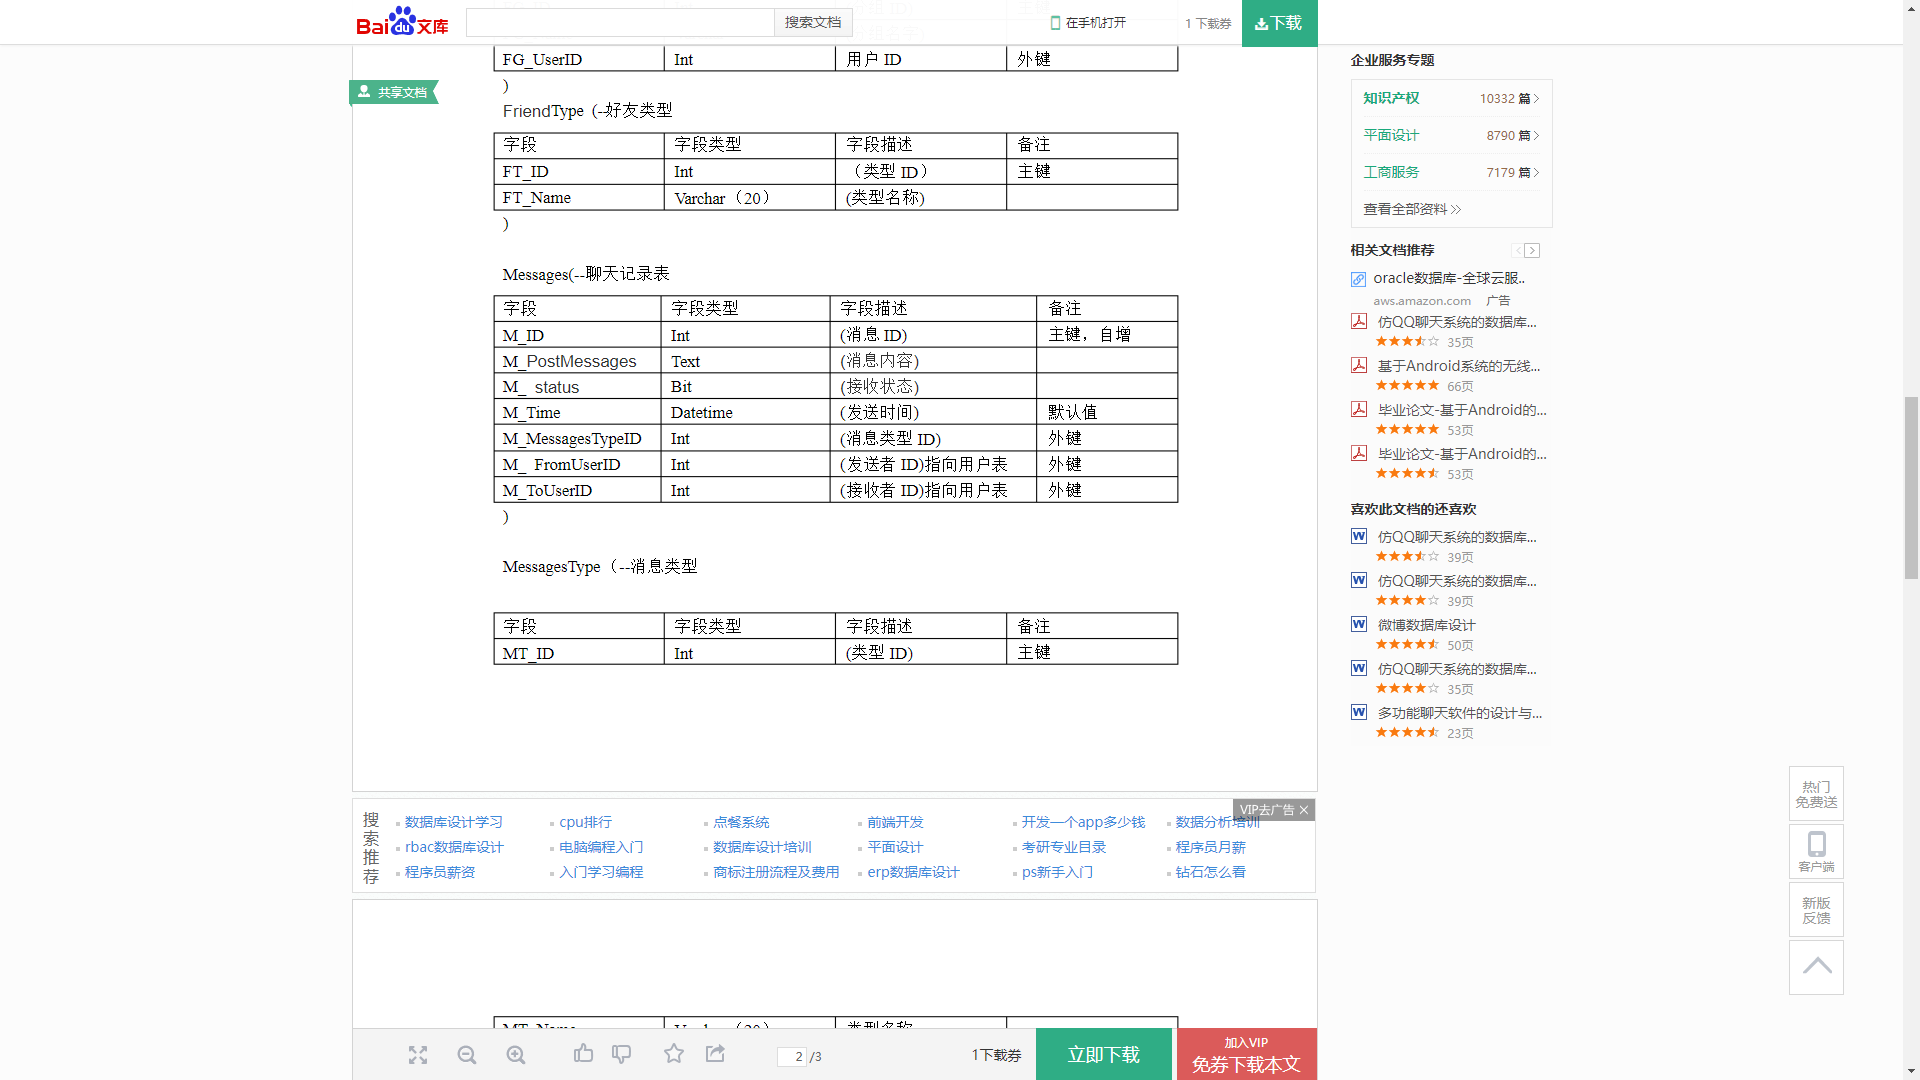 Bai du 文库
搜索文档
在手机打开
1 下载券
下载
共享文档
FG_UserID Int 用户 ID 外键
)
FriendType (--好友类型
字段 字段类型 字段描述 备注
FT_ID Int （类型 ID） 主键
FT_Name Varchar（20） (类型名称)
)
Messages(--聊天记录表
字段 字段类型 字段描述 备注
M_ID Int (消息 ID) 主键，自增
M_PostMessages Text (消息内容)
M_ status Bit (接收状态)
M_Time Datetime (发送时间) 默认值
M_MessagesTypeID Int (消息类型 ID) 外键
M_ FromUserID Int (发送者 ID)指向用户表 外键
M_ToUserID Int (接收者 ID)指向用户表 外键
)
MessagesType（--消息类型
字段 字段类型 字段描述 备注
MT_ID Int (类型 ID) 主键
企业服务专题
知识产权 10332 篇
平面设计 8790 篇
工商服务 7179 篇
查看全部资料
相关文档推荐
oracle数据库-全球云服..
aws.amazon.com 广告
仿QQ聊天系统的数据库...
35页
基于Android系统的无线...
66页
毕业论文-基于Android的...
53页
毕业论文-基于Android的...
53页
喜欢此文档的还喜欢
仿QQ聊天系统的数据库...
39页
仿QQ聊天系统的数据库...
39页
微博数据库设计
50页
仿QQ聊天系统的数据库...
35页
多功能聊天软件的设计与...
23页
搜索推荐
VIP去广告
数据库设计学习 cpu排行 点餐系统 前端开发 开发一个app多少钱 数据分析培训
rbac数据库设计 电脑编程入门 数据库设计培训 平面设计 考研专业目录 程序员月薪
程序员薪资 入门学习编程 商标注册流程及费用 erp数据库设计 ps新手入门 钻石怎么看
MT_Name Varchar（20） 类型名称
2 /3
1下载券
立即下载
加入VIP
免券下载本文
热门
免费送
客户端
新版
反馈